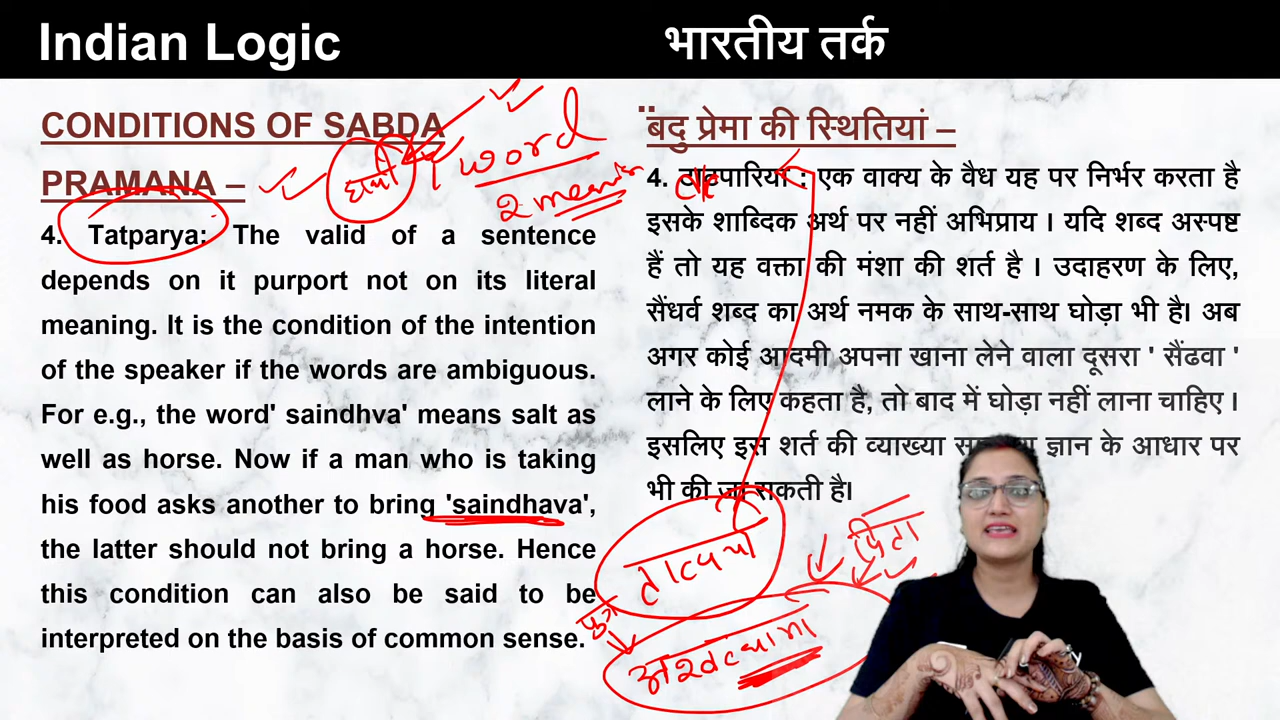 Indian Logic
भारतीय तर्क
CONDITIONS OF SABDA
PRAMANA –
4. Tatparya: The valid of a sentence
depends on it purport not on its literal
meaning. It is the condition of the intention
of the speaker if the words are ambiguous.
For e.g., the word' saindhva' means salt as
well as horse. Now if a man who is taking
his food asks another to bring 'saindhava',
the latter should not bring a horse. Hence
this condition can also be said to be
interpreted on the basis of common sense.
word
2 meaning
बदु प्रेमा की स्थितियां –
4. : एक वाक्य के वैध यह पर निर्भर करता है
इसके शाब्दिक अर्थ पर नहीं अभिप्राय । यदि शब्द अस्पष्ट
हैं तो यह वक्ता की मंशा की शर्त है । उदाहरण के लिए,
सैंधर्व शब्द का अर्थ नमक के साथ-साथ घोड़ा भी है। अब
अगर कोई आदमी अपना खाना लेने वाला दूसरा ' सैंढवा '
लाने के लिए कहता है, तो बाद में घोड़ा नहीं लाना चाहिए ।
इसलिए इस शर्त की व्याख्या ज्ञान के आधार पर
भी की जा सकती है।
पिता
अश्वत्थामा